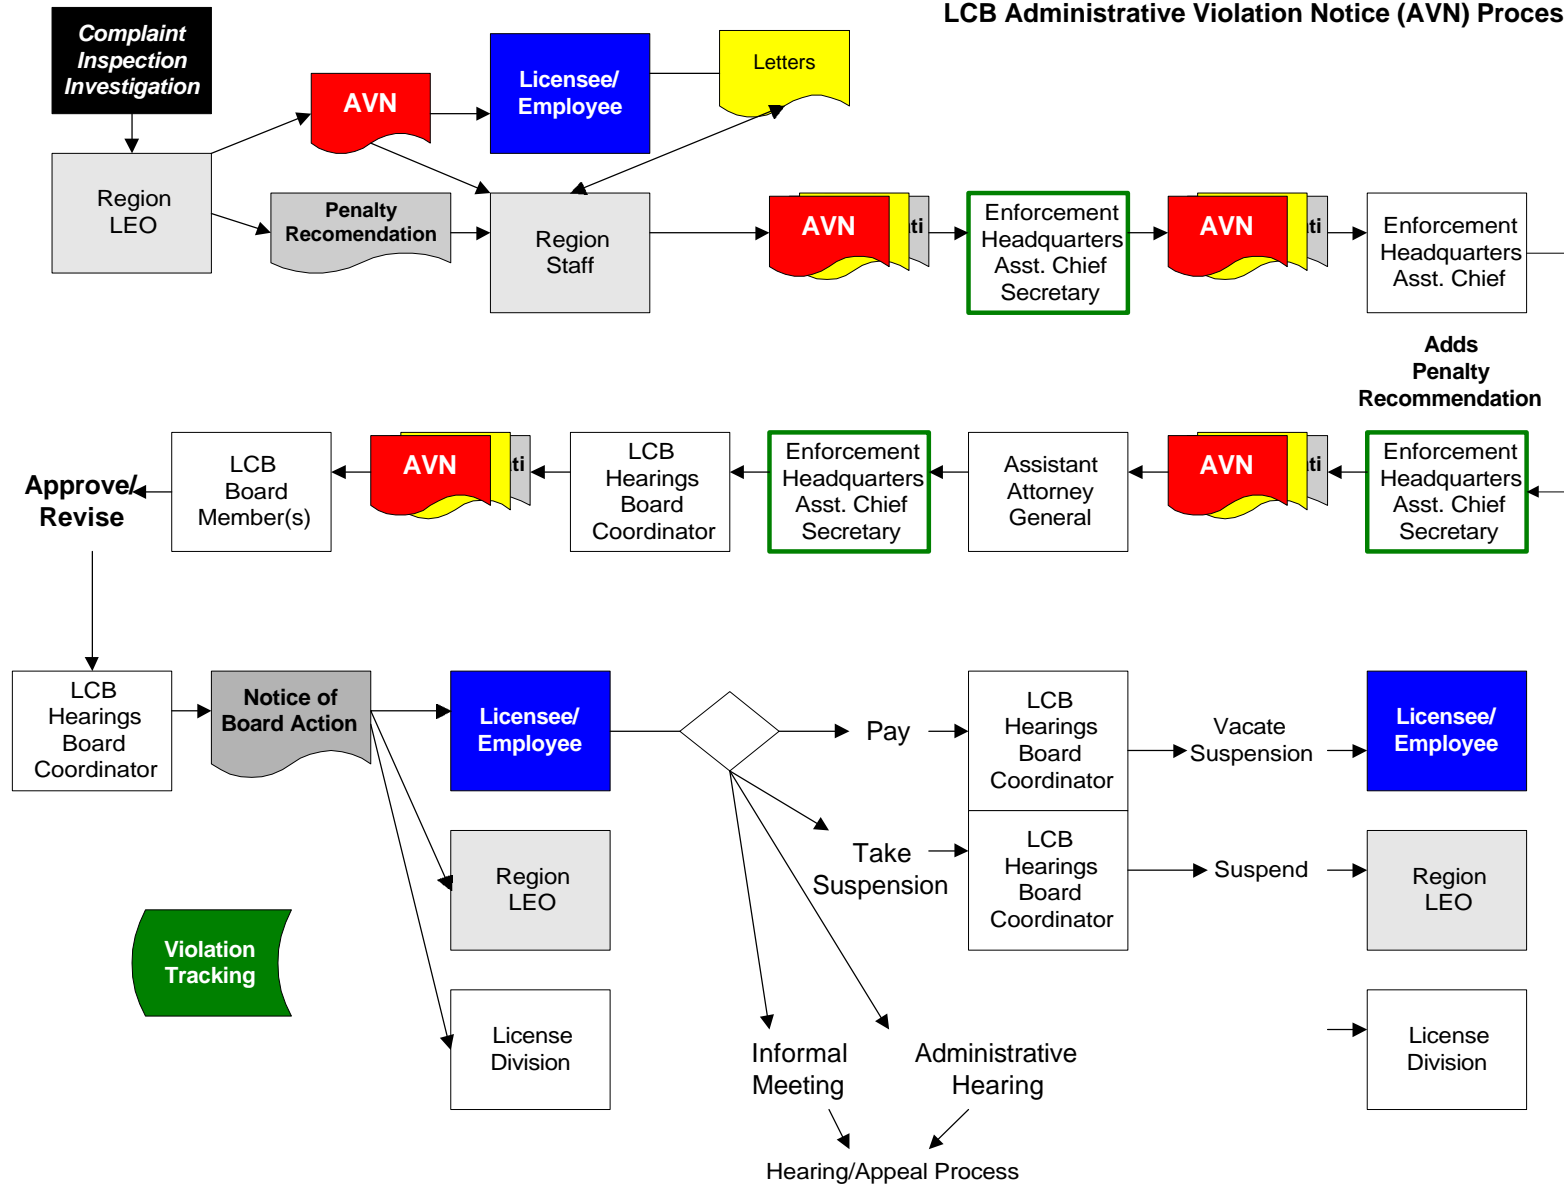 LCB Administrative Violation Notice (AVN) Proces
Complaint
Inspection
Investigation
AVN
Licensee/
Employee
Letters
Region
LEO
Penalty
Recomendation
Region
Staff
AVN
ti
Enforcement
Headquarters
Asst. Chief
Secretary
AVN
ti
Enforcement
Headquarters
Asst. Chief
Adds
Penalty
Recommendation
Approve/
Revise
LCB
Board
Member(s)
AVN
ti
LCB
Hearings
Board
Coordinator
Enforcement
Headquarters
Asst. Chief
Secretary
Assistant
Attorney
General
AVN
ti
Enforcement
Headquarters
Asst. Chief
Secretary
LCB
Hearings
Board
Coordinator
Notice of
Board Action
Licensee/
Employee
Pay
LCB
Hearings
Board
Coordinator
Vacate
Suspension
Licensee/
Employee
Region
LEO
Take
Suspension
LCB
Hearings
Board
Coordinator
Suspend
Region
LEO
Violation
Tracking
License
Division
Informal
Meeting
Administrative
Hearing
License
Division
Hearing/Appeal Process